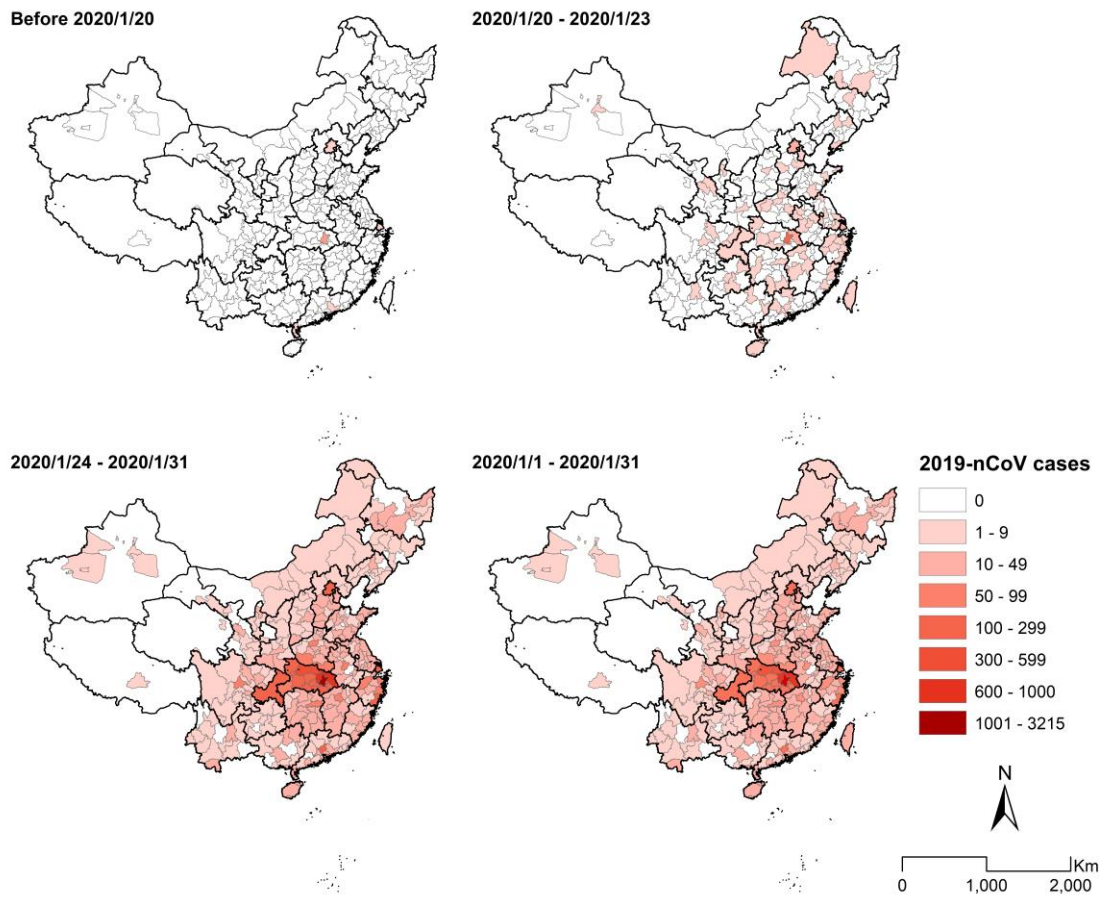 Before 2020/1/20
2020/1/20 - 2020/1/23
2020/1/24 - 2020/1/31
2020/1/1 - 2020/1/31
2019-nCoV cases
0
1 - 9
10 - 49
50 - 99
100 - 299
300 - 599
600 - 1000
1001 - 3215
N
Km
0 1,000 2,000